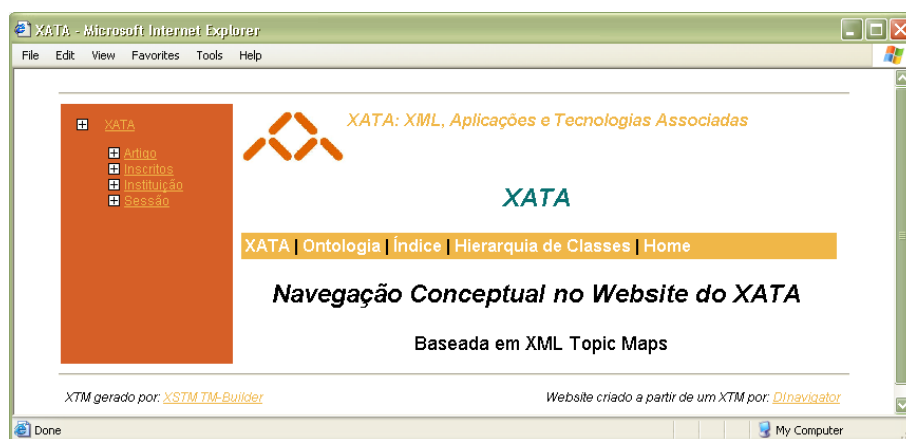 XATA - Microsoft Internet Explorer
File Edit View Favorites Tools Help
XATA
Artigo
Inscritos
Instituição
Sessão
XATA: XML, Aplicações e Tecnologias Associadas
XATA
XATA | Ontologia | Índice | Hierarquia de Classes | Home
Navegação Conceptual no Website do XATA
Baseada em XML Topic Maps
XTM gerado por: XSTM TM-Builder
Website criado a partir de um XTM por: DInavigator
Done
My Computer